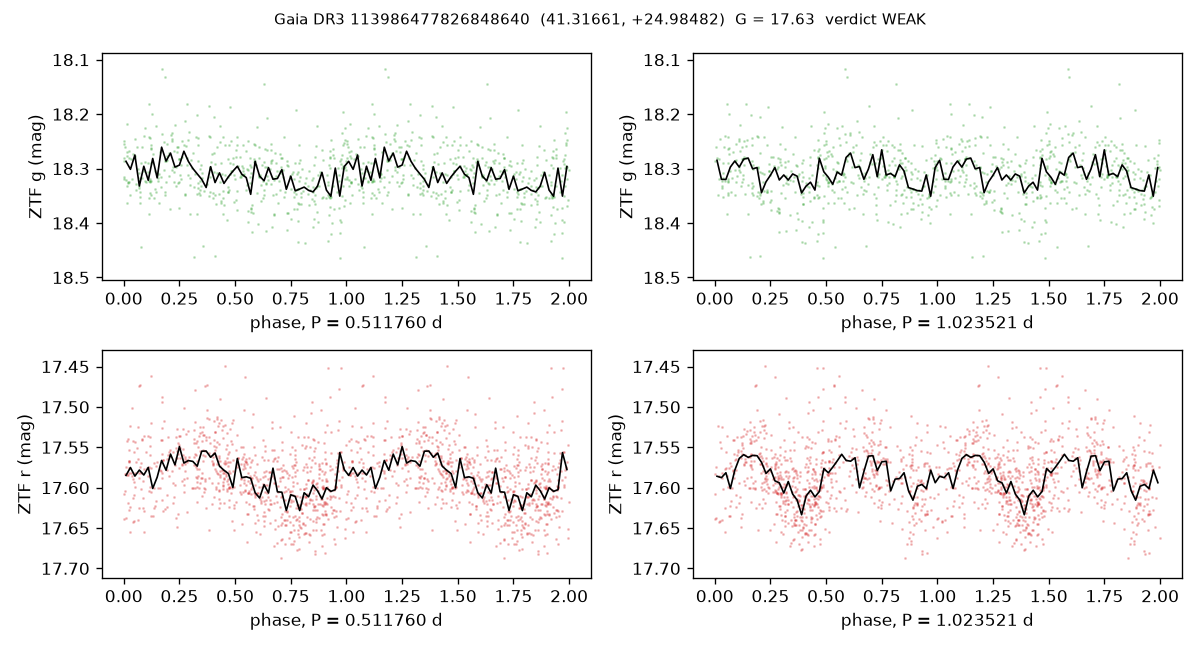 Gaia DR3 113986477826848640  (41.31661, +24.98482)  G = 17.63  verdict WEAK
ZTF g (mag)
18.1
18.2
18.3
18.4
18.5
0.00 0.25 0.50 0.75 1.00 1.25 1.50 1.75 2.00
phase, P = 0.511760 d
ZTF g (mag)
18.1
18.2
18.3
18.4
18.5
0.00 0.25 0.50 0.75 1.00 1.25 1.50 1.75 2.00
phase, P = 1.023521 d
ZTF r (mag)
17.45
17.50
17.55
17.60
17.65
17.70
0.00 0.25 0.50 0.75 1.00 1.25 1.50 1.75 2.00
phase, P = 0.511760 d
ZTF r (mag)
17.45
17.50
17.55
17.60
17.65
17.70
0.00 0.25 0.50 0.75 1.00 1.25 1.50 1.75 2.00
phase, P = 1.023521 d